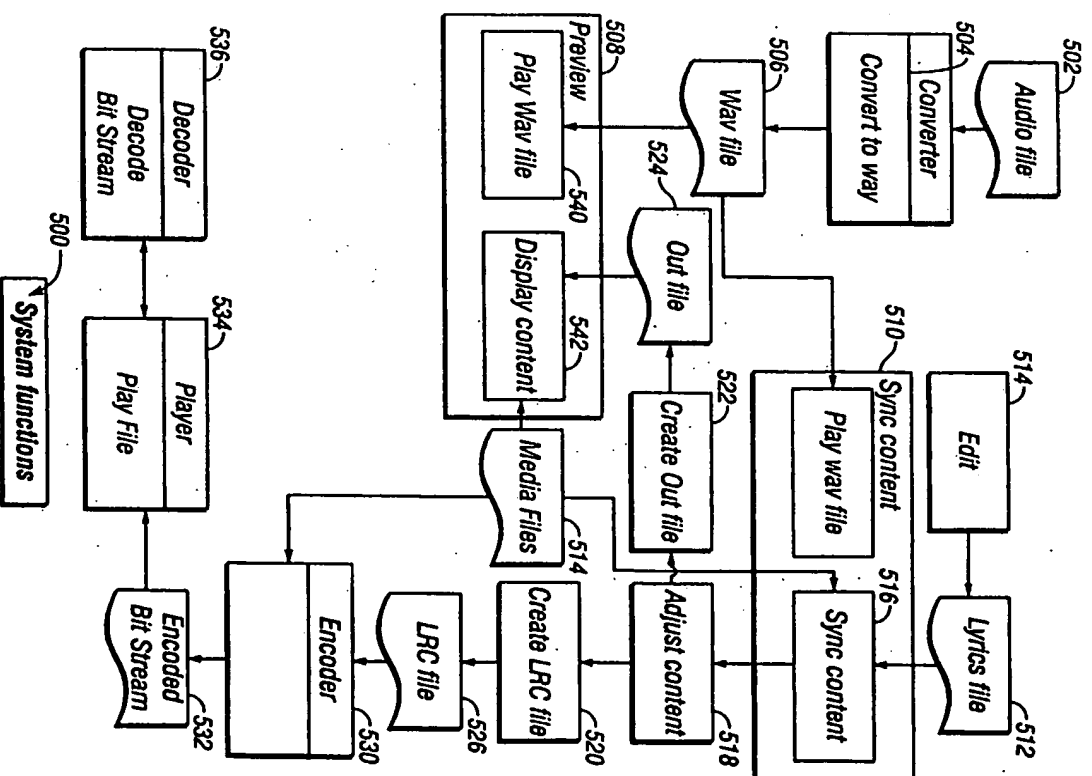 502
Audio file
504
Converter
Convert to way
506
Wav file
508
Preview
Play Wav file
540
Display content
542
524
Out file
522
Create Out file
510
Sync content
Play wav file
516
Sync content
514
Edit
Lyrics file
512
Adjust content
518
Create LRC file
520
LRC file
526
Media Files
514
Encoder
530
Encoded
Bit Stream
532
534
Player
Play File
536
Decoder
Decode
Bit Stream
500
System functions